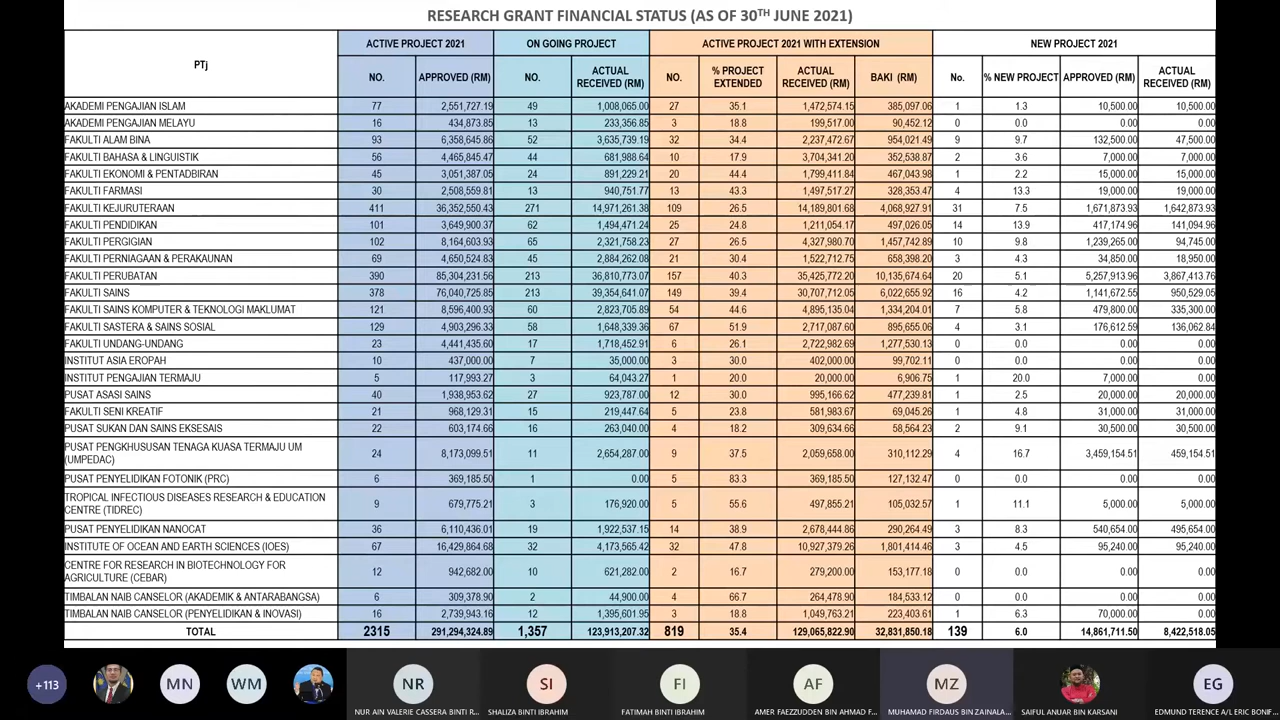 RESEARCH GRANT FINANCIAL STATUS (AS OF 30TH JUNE 2021)
PTj ACTIVE PROJECT 2021 ON GOING PROJECT ACTIVE PROJECT 2021 WITH EXTENSION NEW PROJECT 2021
NO. APPROVED (RM) NO. ACTUAL RECEIVED (RM) NO. % PROJECT EXTENDED ACTUAL RECEIVED (RM) BAKI (RM) No. % NEW PROJECT APPROVED (RM) ACTUAL RECEIVED (RM)
AKADEMI PENGAJIAN ISLAM 77 2,551,727.19 49 1,008,065.00 27 35.1 1,472,574.15 385,097.06 1 1.3 10,500.00 10,500.00
AKADEMI PENGAJIAN MELAYU 16 434,873.85 13 233,356.85 3 18.8 199,517.00 90,452.12 0 0.0 0.00 0.00
FAKULTI ALAM BINA 93 6,358,645.86 52 3,635,739.19 32 34.4 2,237,472.67 954,021.49 9 9.7 132,500.00 47,500.00
FAKULTI BAHASA & LINGUISTIK 56 4,465,845.47 44 681,988.64 10 17.9 3,704,341.20 352,538.87 2 3.6 7,000.00 7,000.00
FAKULTI EKONOMI & PENTADBIRAN 45 3,051,387.05 24 891,229.21 20 44.4 1,799,411.84 467,043.98 1 2.2 15,000.00 15,000.00
FAKULTI FARMASI 30 2,508,559.81 13 940,751.77 13 43.3 1,497,517.27 328,353.47 4 13.3 19,000.00 19,000.00
FAKULTI KEJURUTERAAN 411 36,352,550.43 271 14,971,261.38 109 26.5 14,189,801.68 4,068,927.91 31 7.5 1,671,873.93 1,642,873.93
FAKULTI PENDIDIKAN 101 3,649,900.37 62 1,494,471.24 25 24.8 1,211,054.17 497,026.05 14 13.9 417,174.96 141,094.96
FAKULTI PERGIGIAN 102 8,164,603.93 65 2,321,758.23 27 26.5 4,327,980.70 1,457,742.89 10 9.8 1,239,265.00 94,745.00
FAKULTI PERNIAGAAN & PERAKAUNAN 69 4,650,524.83 45 2,884,262.08 21 30.4 1,522,712.75 658,398.20 3 4.3 34,850.00 18,950.00
FAKULTI PERUBATAN 390 85,304,231.56 213 36,810,773.07 157 40.3 35,425,772.20 10,135,674.64 20 5.1 5,257,913.96 3,867,413.76
FAKULTI SAINS 378 76,040,725.85 213 39,354,641.07 149 39.4 30,707,712.05 6,022,655.92 16 4.2 1,141,672.55 950,529.05
FAKULTI SAINS KOMPUTER & TEKNOLOGI MAKLUMAT 121 8,596,400.93 60 2,823,705.89 54 44.6 4,895,135.04 1,334,204.01 7 5.8 479,800.00 335,300.00
FAKULTI SASTERA & SAINS SOSIAL 129 4,903,296.33 58 1,648,339.36 67 51.9 2,717,087.60 895,655.06 4 3.1 176,612.59 136,062.84
FAKULTI UNDANG-UNDANG 23 4,441,435.60 17 1,718,452.91 6 26.1 2,722,982.69 1,277,530.13 0 0.0 0.00 0.00
INSTITUT ASIA EROPAH 10 437,000.00 7 35,000.00 3 30.0 402,000.00 99,702.11 0 0.0 0.00 0.00
INSTITUT PENGAJIAN TERMAJU 5 117,993.27 3 64,043.27 1 20.0 20,000.00 6,906.75 1 20.0 7,000.00 0.00
PUSAT ASASI SAINS 40 1,938,953.62 27 923,787.00 12 30.0 995,166.62 477,239.81 1 2.5 20,000.00 20,000.00
FAKULTI SENI KREATIF 21 968,129.31 15 219,447.64 5 23.8 581,983.67 69,045.26 1 4.8 31,000.00 31,000.00
PUSAT SUKAN DAN SAINS EKSESAIS 22 603,174.66 16 263,040.00 4 18.2 309,634.66 58,564.23 2 9.1 30,500.00 30,500.00
PUSAT PENGKHUSUSAN TENAGA KUASA TERMAJU UM
(UMPEDAC) 24 8,173,099.51 11 2,654,287.00 9 37.5 2,059,658.00 310,112.29 4 16.7 3,459,154.51 459,154.51
PUSAT PENYELIDIKAN FOTONIK (PRC) 6 369,185.50 1 0.00 5 83.3 369,185.50 127,132.47 0 0.0 0.00 0.00
TROPICAL INFECTIOUS DISEASES RESEARCH & EDUCATION
CENTRE (TIDREC) 9 679,775.21 3 176,920.00 5 55.6 497,855.21 105,032.57 1 11.1 5,000.00 5,000.00
PUSAT PENYELIDIKAN NANOCAT 36 6,110,436.01 19 1,922,537.15 14 38.9 2,678,444.86 290,264.49 3 8.3 540,654.00 495,654.00
INSTITUTE OF OCEAN AND EARTH SCIENCES (IOES) 67 16,429,864.68 32 4,173,565.42 32 47.8 10,927,379.26 1,801,414.46 3 4.5 95,240.00 95,240.00
CENTRE FOR RESEARCH IN BIOTECHNOLOGY FOR
AGRICULTURE (CEBAR) 12 942,682.00 10 621,282.00 2 16.7 279,200.00 153,177.18 0 0.0 0.00 0.00
TIMBALAN NAIB CANSELOR (AKADEMIK & ANTARABANGSA) 6 309,378.90 2 44,900.00 4 66.7 264,478.90 184,533.12 0 0.0 0.00 0.00
TIMBALAN NAIB CANSELOR (PENYELIDIKAN & INOVASI) 16 2,739,943.16 12 1,395,601.95 3 18.8 1,049,763.21 223,403.61 1 6.3 70,000.00 0.00
TOTAL 2315 291,294,324.89 1,357 123,913,207.32 819 35.4 129,065,822.90 32,831,850.18 139 6.0 14,861,711.50 8,422,518.05
+113 MN WM NR SI FI AF MZ EG
NUR AIN VALERIE CASSERA BINTI R... SHALIZA BINTI IBRAHIM FATIMAH BINTI IBRAHIM AMER FAEZZUDDEN BIN AHMAD F... MUHAMAD FIRDAUS BIN ZAINALA... SAIFUL ANUAR BIN KARSANI EDMUND TERENCE A/L ERIC BONIF...